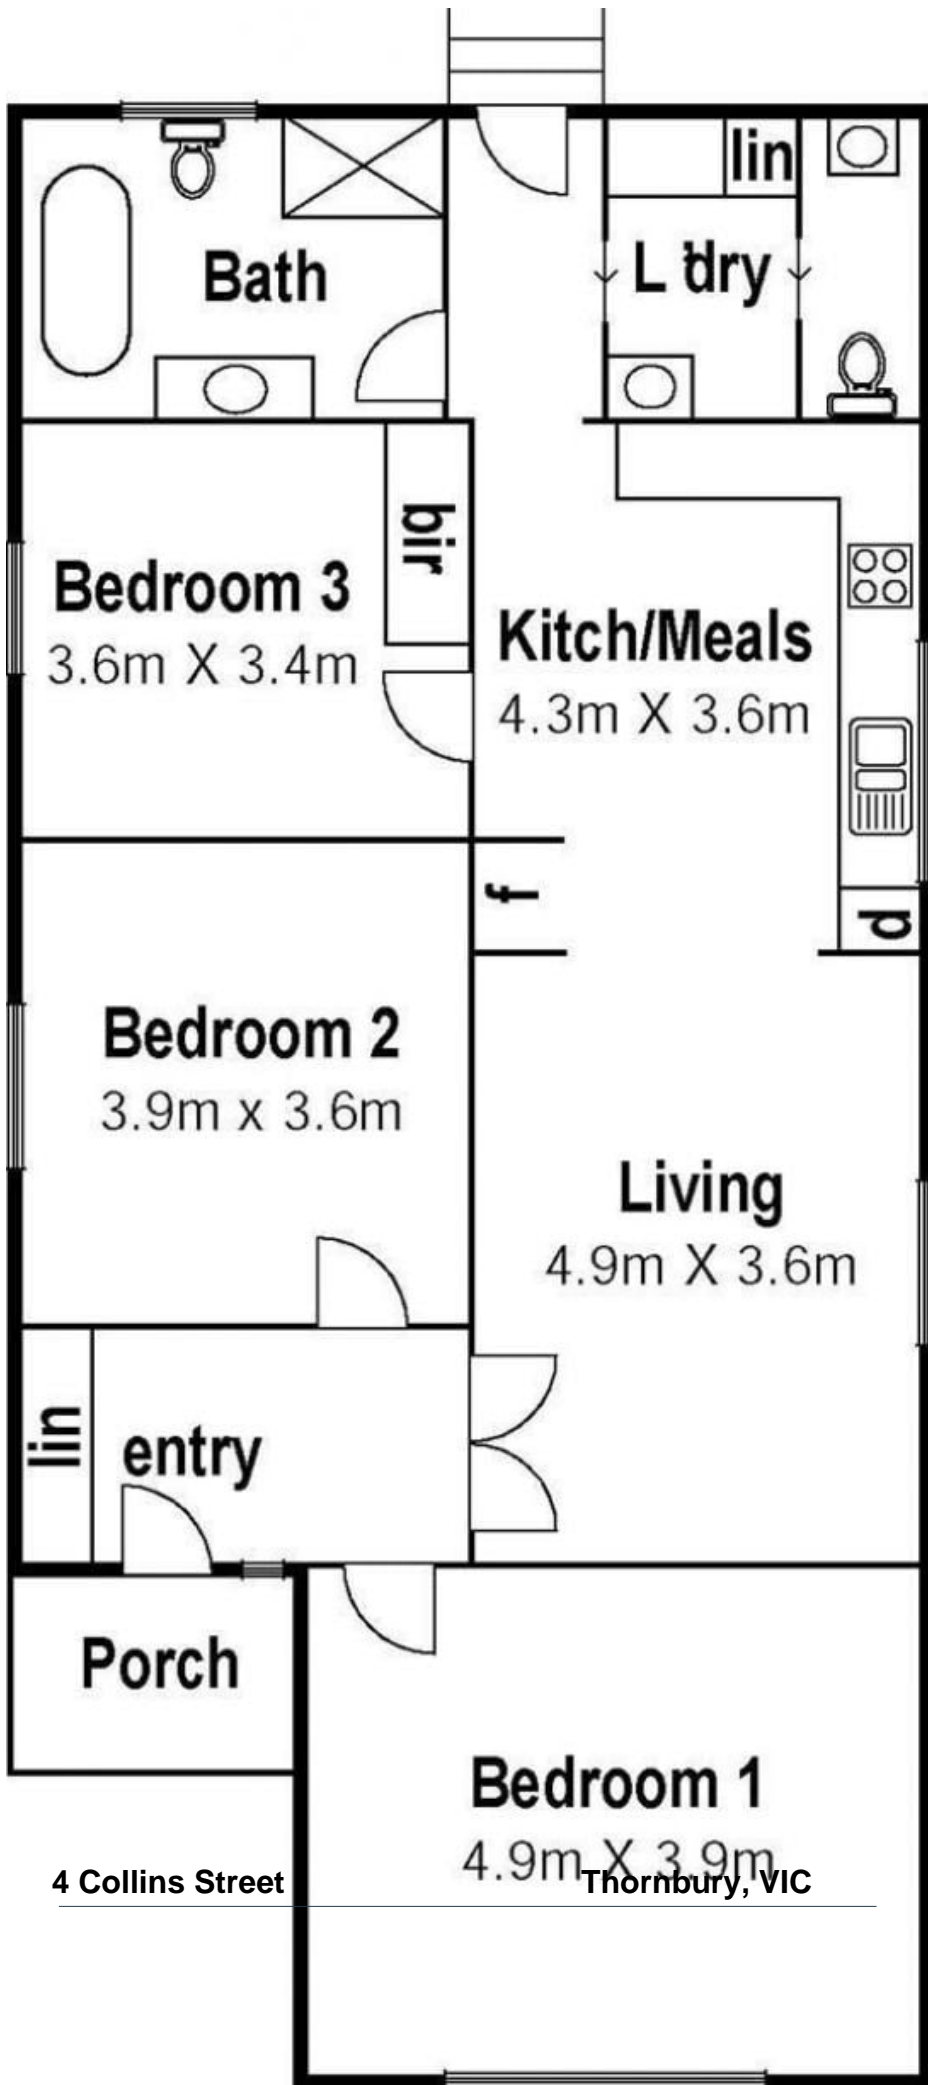 lin
Bath
L'dry
bir
Bedroom 3
3.6m X 3.4m
Kitch/Meals
4.3m X 3.6m
f
p
Bedroom 2
3.9m x 3.6m
Living
4.9m X 3.6m
lin
entry
Porch
Bedroom 1
4.9m X 3.9m
4 Collins Street Thornbury, VIC